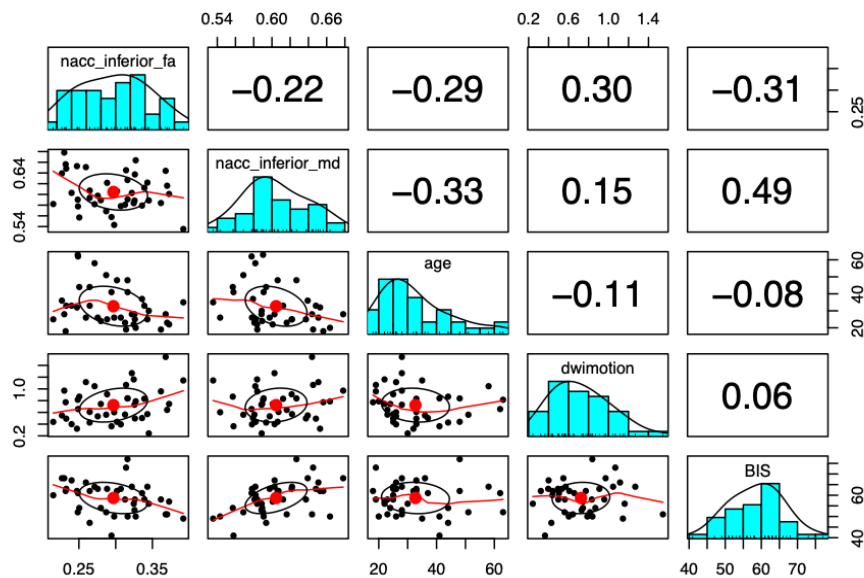 0.54 0.60 0.66 0.2 0.6 1.0 1.4
nacc_inferior_fa
−0.22 −0.29 0.30 −0.31
0.25
nacc_inferior_md
−0.33 0.15 0.49
0.54 0.64
age
−0.11 −0.08
20 40 60
dwimotion
0.06
0.2 1.0
BIS
40 60
0.25 0.35 20 40 60 40 50 60 70